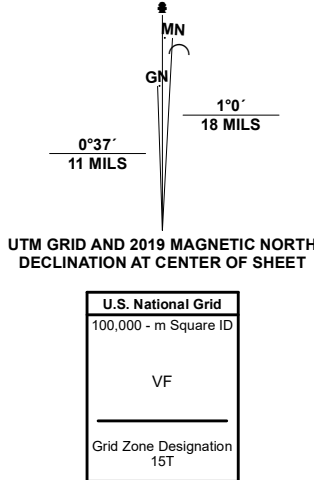 MN
GN
1°0´
18 MILS
0°37´
11 MILS
UTM GRID AND 2019 MAGNETIC NORTH
DECLINATION AT CENTER OF SHEET
U.S. National Grid
100,000 - m Square ID
VF
Grid Zone Designation
15T